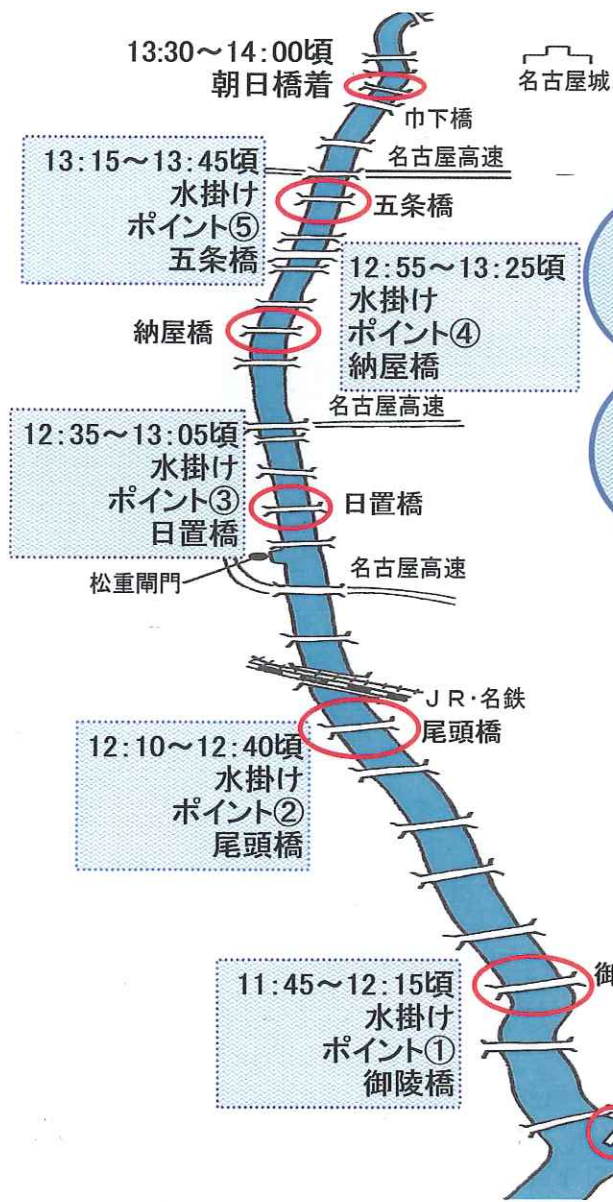 13:30～14:00頃
朝日橋着
名古屋城
巾下橋
名古屋高速
13:15～13:45頃
水掛け
ポイント⑤
五条橋
五条橋
12:55～13:25頃
水掛け
ポイント④
納屋橋
納屋橋
名古屋高速
12:35～13:05頃
水掛け
ポイント③
日置橋
日置橋
松重閘門
名古屋高速
JR・名鉄
尾頭橋
12:10～12:40頃
水掛け
ポイント②
尾頭橋
御
11:45～12:15頃
水掛け
ポイント①
御陵橋